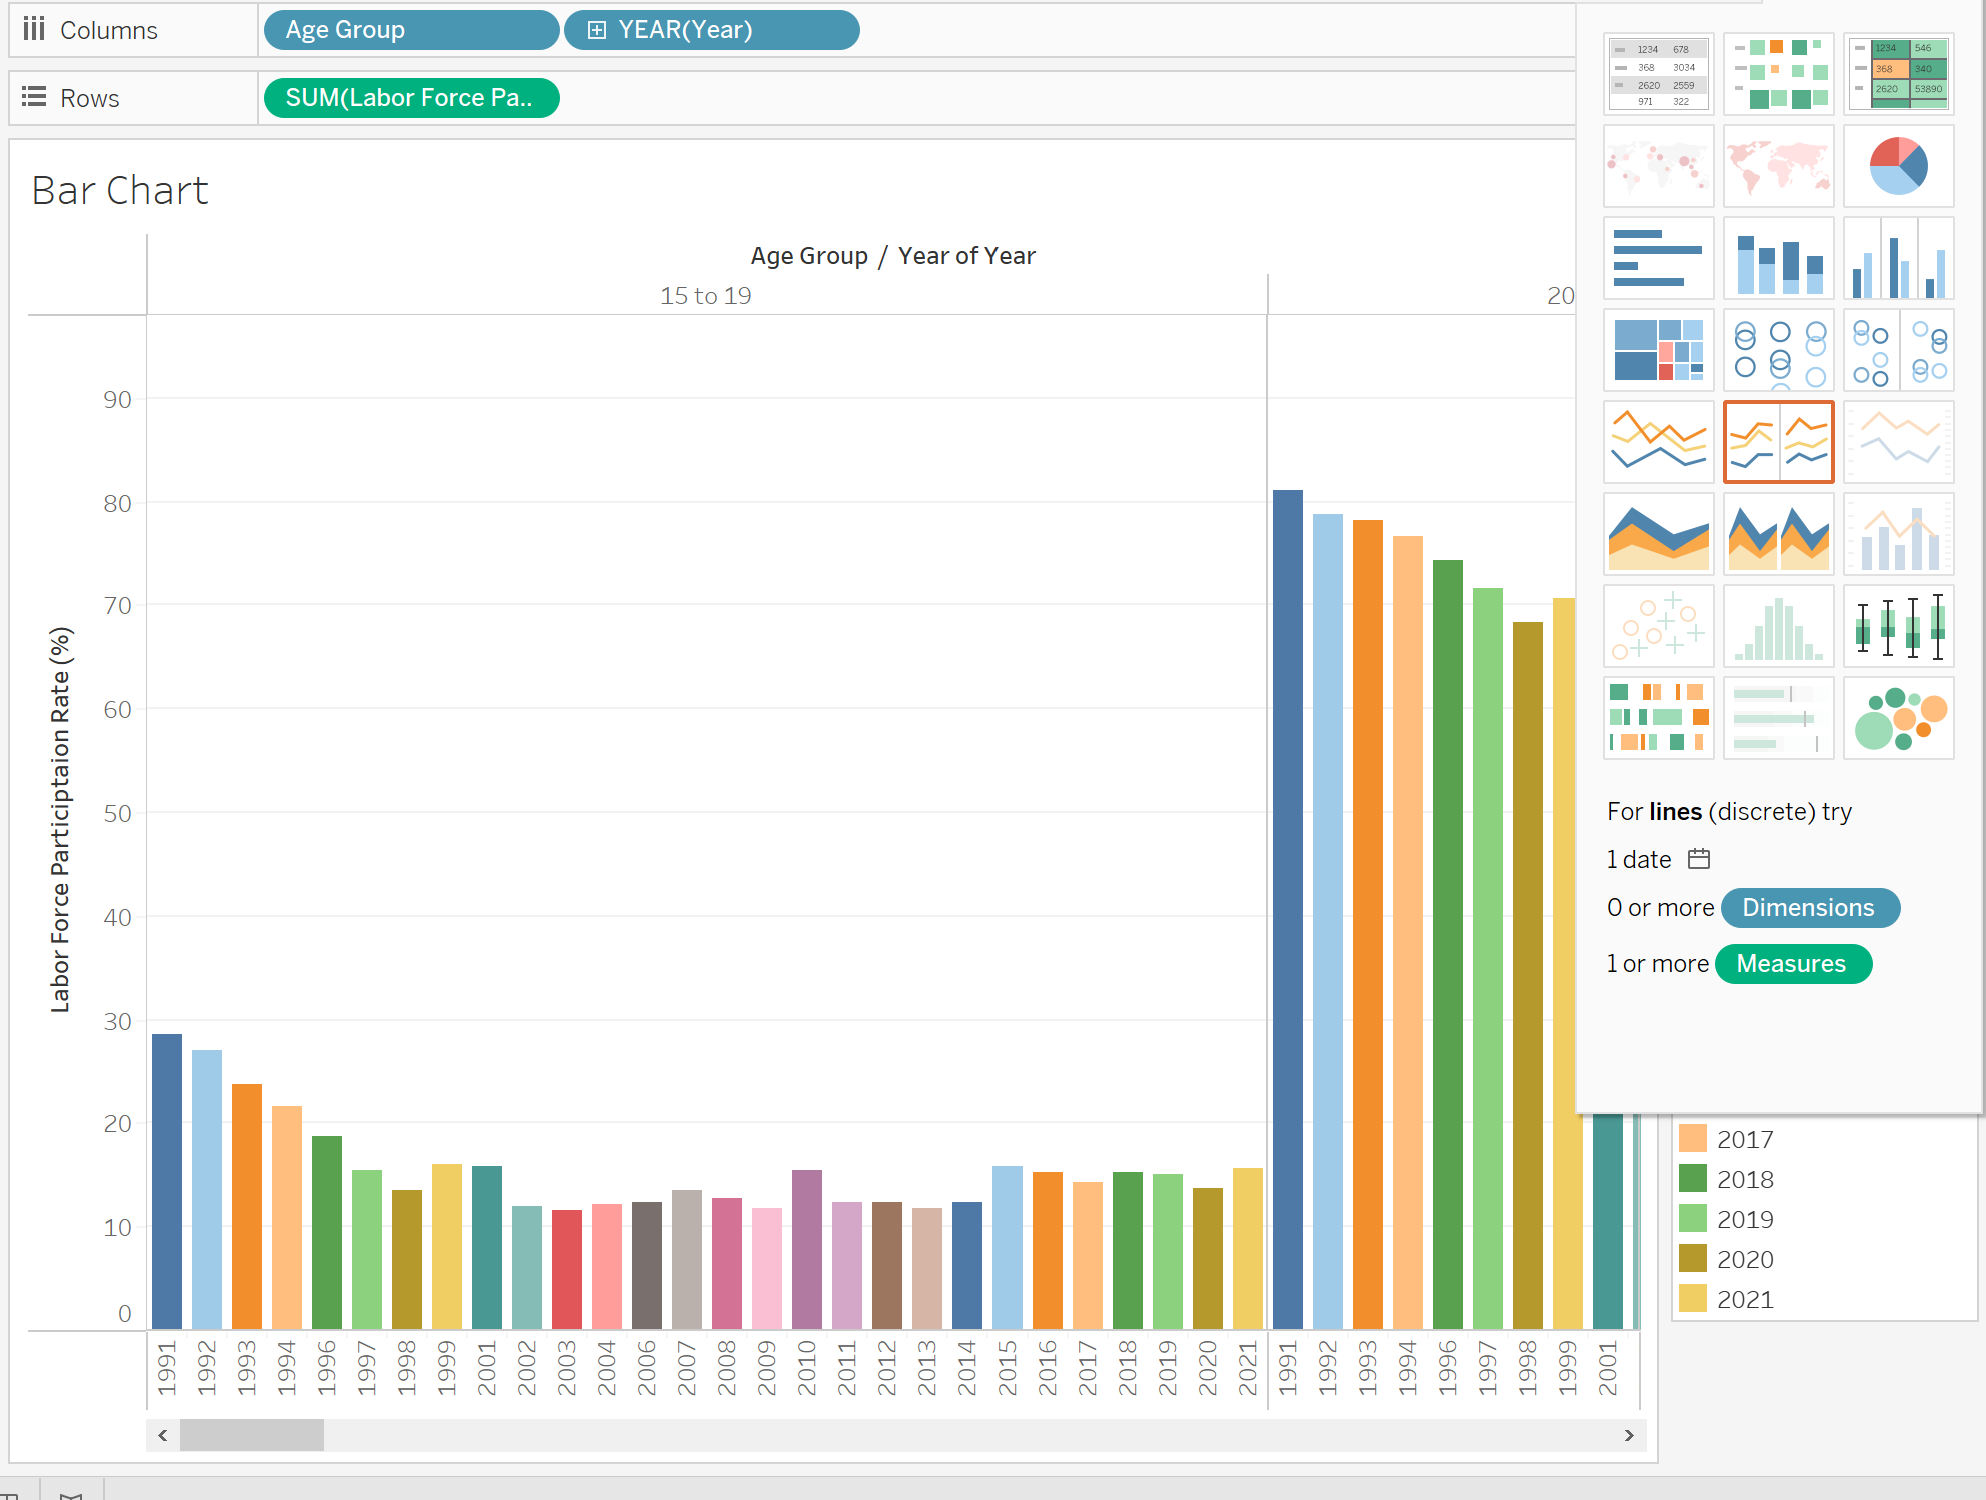 Columns
Age Group
YEAR(Year)
Rows
SUM(Labor Force Pa..
Bar Chart
Age Group / Year of Year
15 to 19
20
90
80
70
60
50
40
30
20
10
0
Labor Force Participtaion Rate (%)
1991 1992 1993 1994 1996 1997 1998 1999 2001 2002 2003 2004 2006 2007 2008 2009 2010 2011 2012 2013 2014 2015 2016 2017 2018 2019 2020 2021 1991 1992 1993 1994 1996 1997 1998 1999 2001
1234 678
368 3034
2620 2559
971 322
1234 546
368 340
2620 53890
For lines (discrete) try
1 date
0 or more Dimensions
1 or more Measures
2017
2018
2019
2020
2021